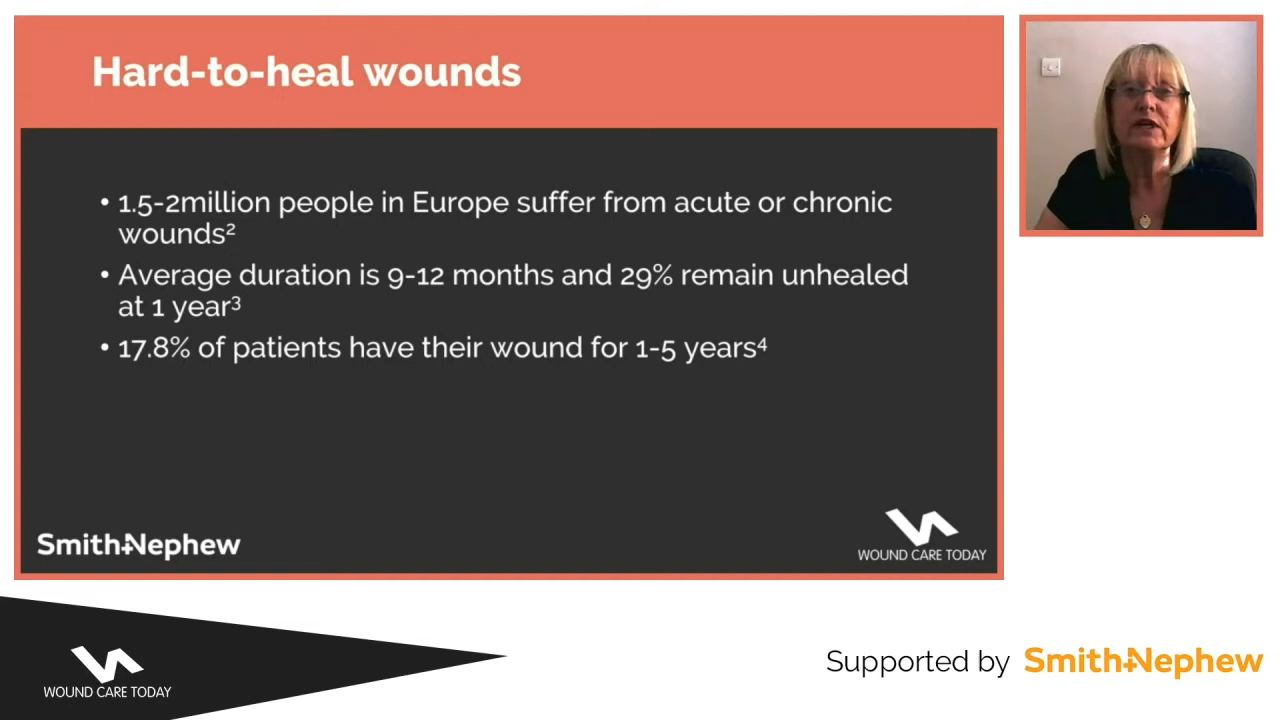 Hard-to-heal wounds
• 1.5-2million people in Europe suffer from acute or chronic
wounds²
• Average duration is 9-12 months and 29% remain unhealed
at 1 year³
• 17.8% of patients have their wound for 1-5 years⁴
Smith+Nephew
WOUND CARE TODAY
WOUND CARE TODAY
Supported by Smith+Nephew